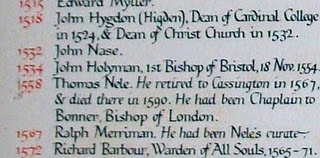 1515 Edward Myller.
1518 John Hygdon (Higden), Dean of Cardinal College
in 1524, & Dean of Christ Church in 1532.
1532 John Nase.
1534 John Holyman, 1st Bishop of Bristol, 18 Nov. 1554.
1558 Thomas Nele. He retired to Cassington in 1567,
& died there in 1590. He had been Chaplain to
Bonner, Bishop of London.
1567 Ralph Merriman. He had been Nele's curate.
1572 Richard Barbour, Warden of All Souls, 1565-71.